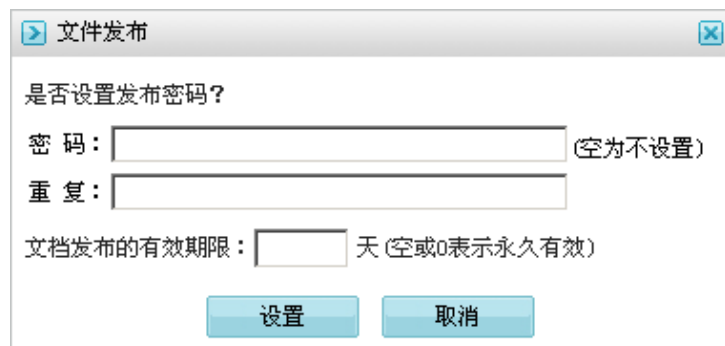 文件发布
是否设置发布密码?
密 码: (空为不设置)
重 复:
文档发布的有效期限: 天(空或0表示永久有效)
设置 取消